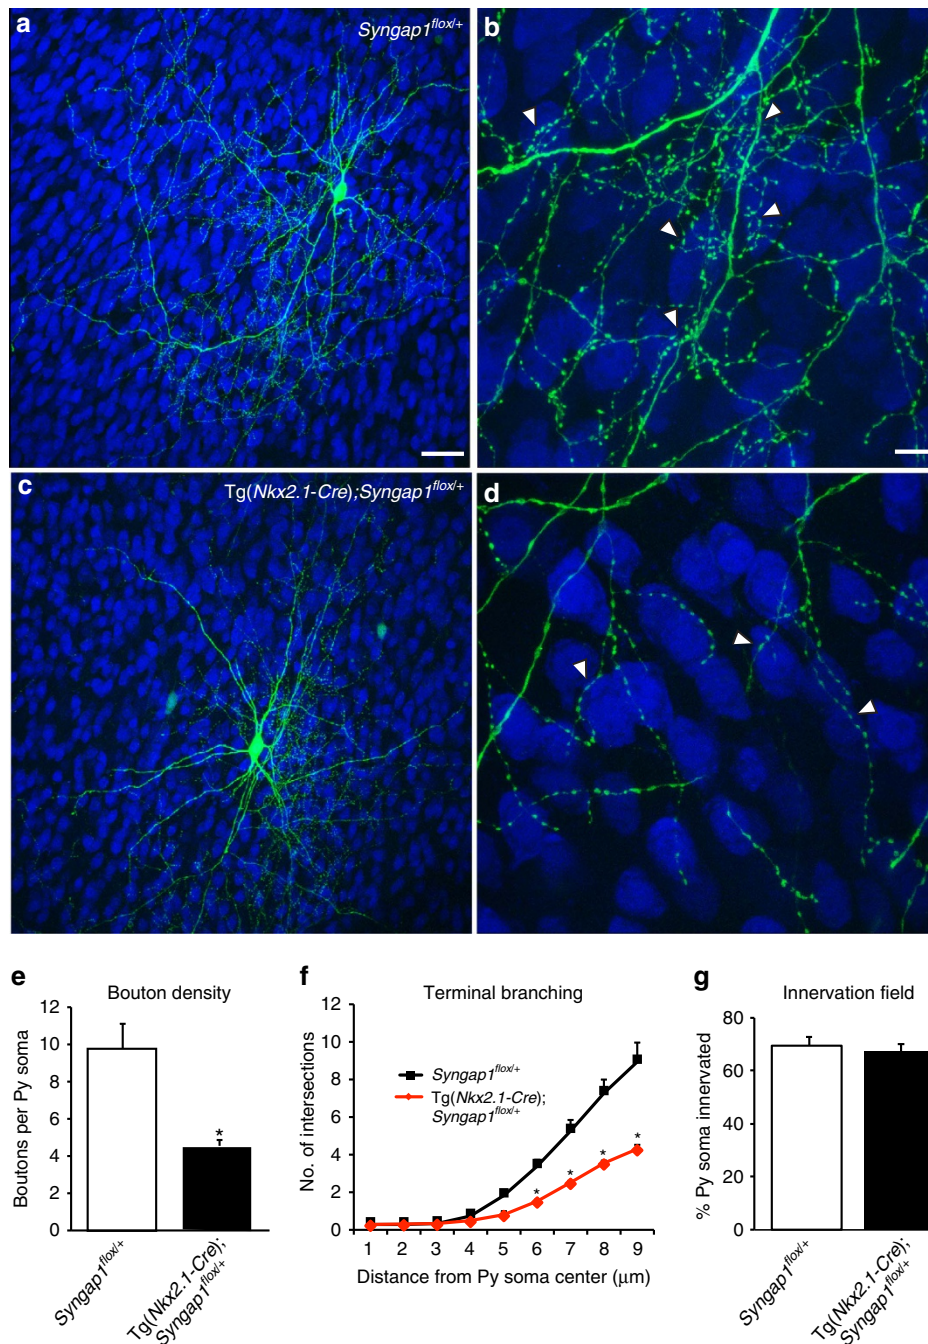 a
Syngap1flox/+
b
c
Tg(Nkx2.1-Cre);Syngap1flox/+
d
e
Bouton density
Boutons per Py soma
12
10
8
6
4
2
0
*
Syngap1flox/+
Tg(Nkx2.1-Cre);
Syngap1flox/+
f
Terminal branching
No. of intersections
12
10
8
6
4
2
0
Syngap1flox/+
Tg(Nkx2.1-Cre);
Syngap1flox/+
* * * *
1 2 3 4 5 6 7 8 9
Distance from Py soma center (μm)
g
Innervation field
% Py soma innervated
80
60
40
20
0
Syngap1flox/+
Tg(Nkx2.1-Cre);
Syngap1flox/+